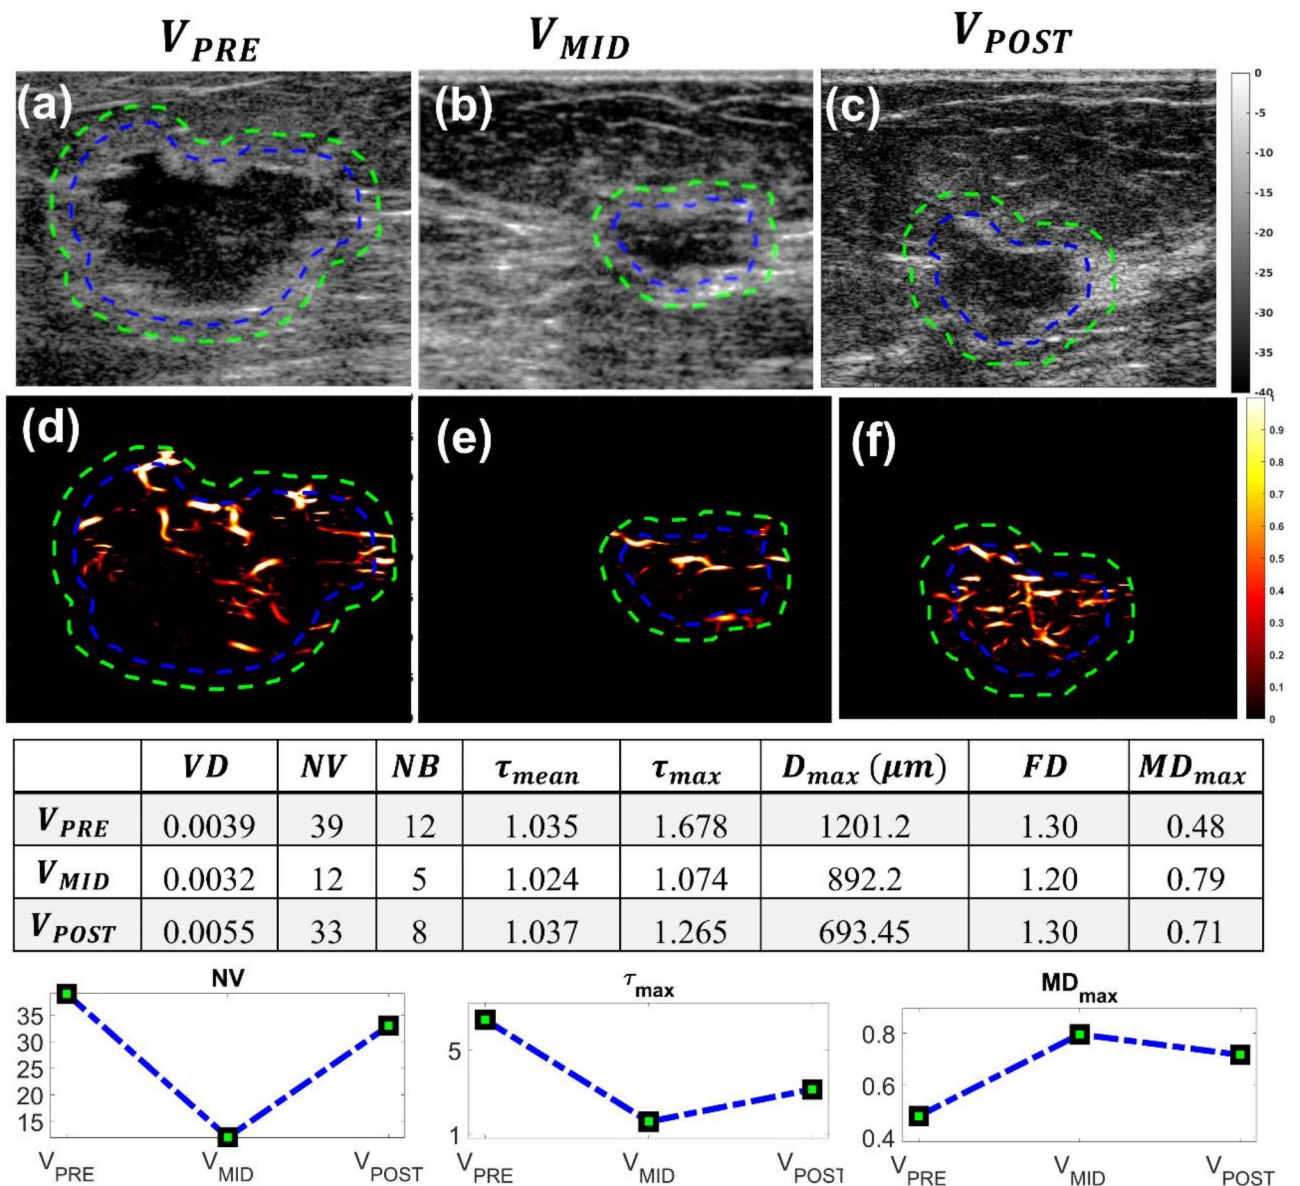 V_PRE V_MID V_POST
(a) (b) (c)
0
-5
-10
-15
-20
-25
-30
-35
-40
(d) (e) (f)
1
0.9
0.8
0.7
0.6
0.5
0.4
0.3
0.2
0.1
0
VD NV NB τ_mean τ_max D_max (μm) FD MD_max
V_PRE 0.0039 39 12 1.035 1.678 1201.2 1.30 0.48
V_MID 0.0032 12 5 1.024 1.074 892.2 1.20 0.79
V_POST 0.0055 33 8 1.037 1.265 693.45 1.30 0.71
NV
35
30
25
20
15
V_PRE V_MID V_POST
τ_max
5
1
V_PRE V_MID V_POST
MD_max
0.8
0.6
0.4
V_PRE V_MID V_POST